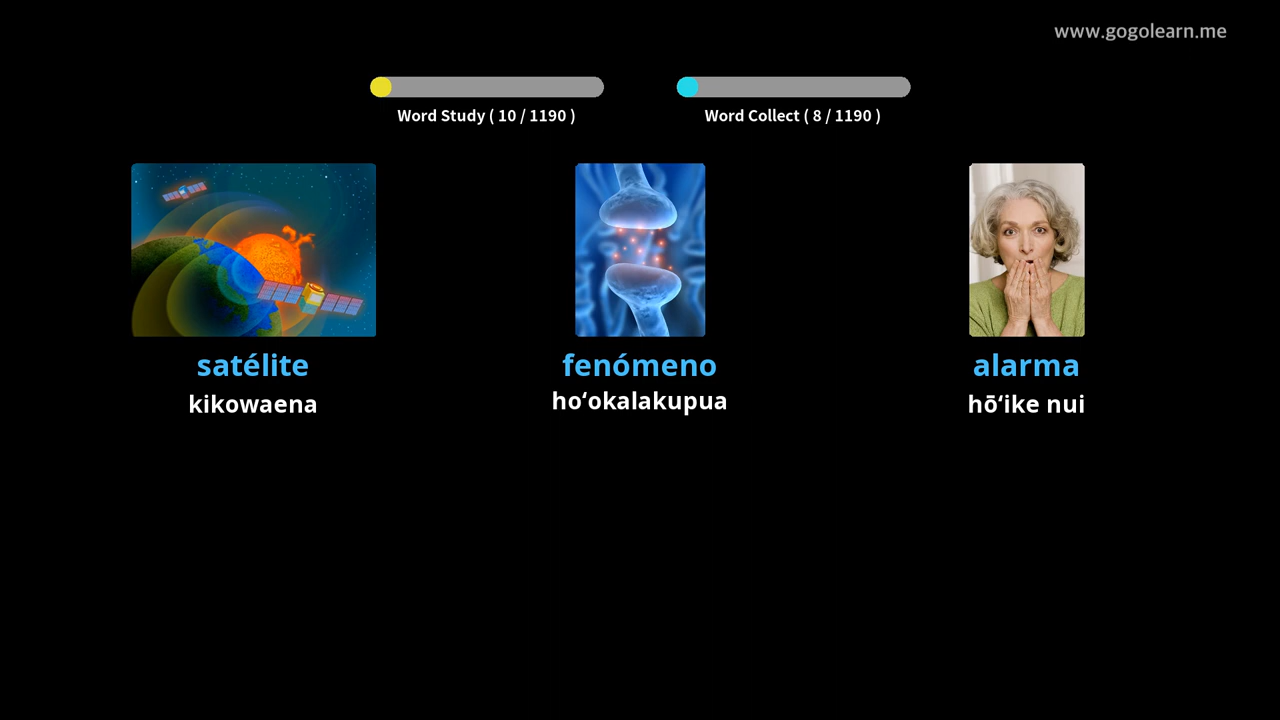 www.gogolearn.me
Word Study ( 10 / 1190 )
Word Collect ( 8 / 1190 )
satélite
fenómeno
alarma
kikowaena
hoʻokalakupua
hōʻike nui